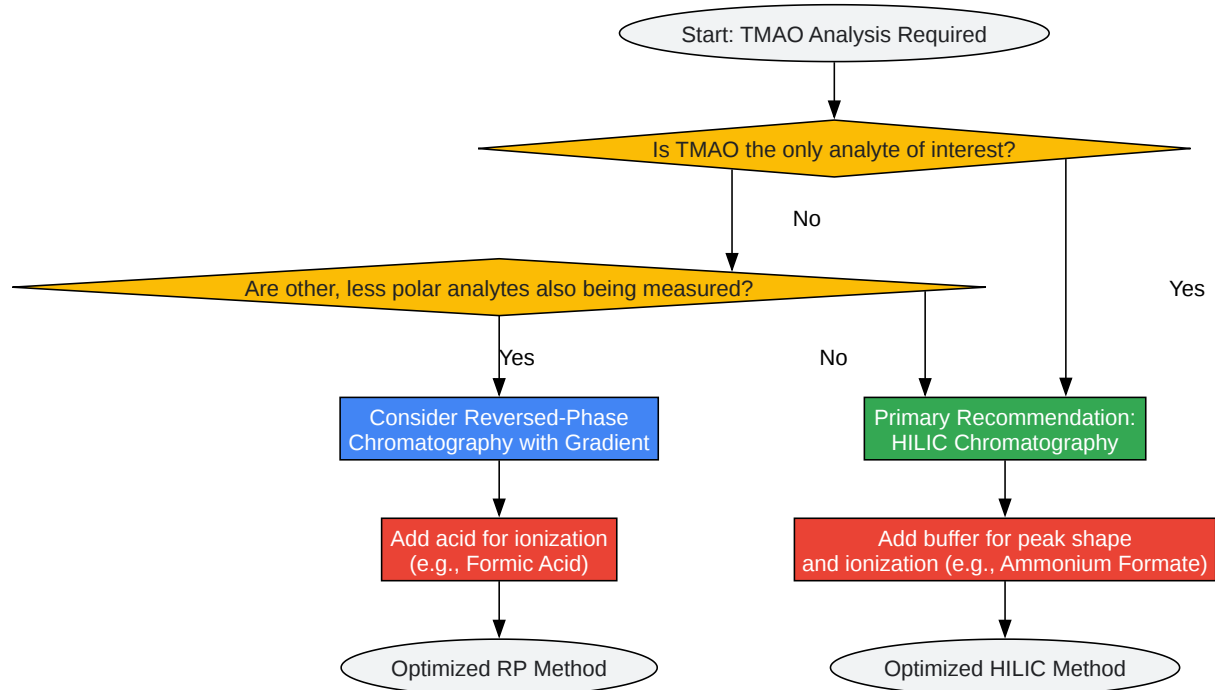 Start: TMAO Analysis Required
Is TMAO the only analyte of interest?
No
Are other, less polar analytes also being measured?
Yes
Yes
No
Consider Reversed-Phase
Chromatography with Gradient
Primary Recommendation:
HILIC Chromatography
Add acid for ionization
(e.g., Formic Acid)
Add buffer for peak shape
and ionization (e.g., Ammonium Formate)
Optimized RP Method
Optimized HILIC Method